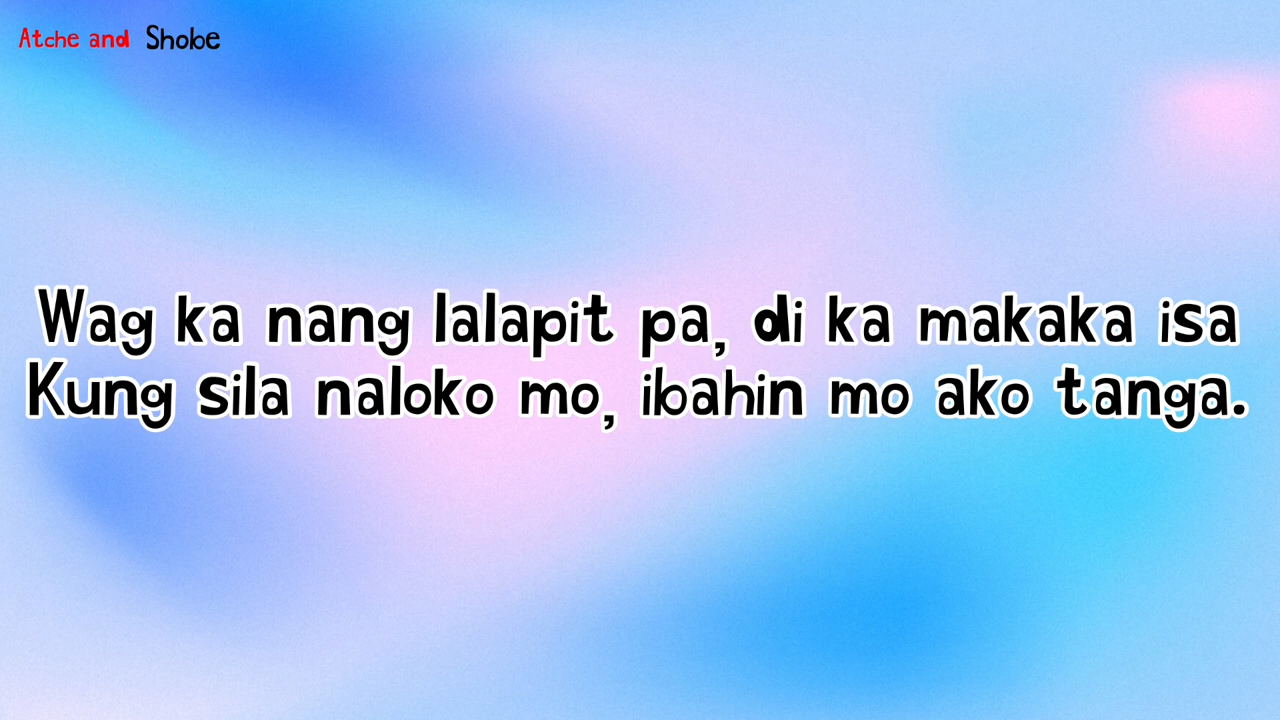 Atche and Shobe
Wag ka nang lalapit pa, di ka makaka isa
Kung sila naloko mo, ibahin mo ako tanga.